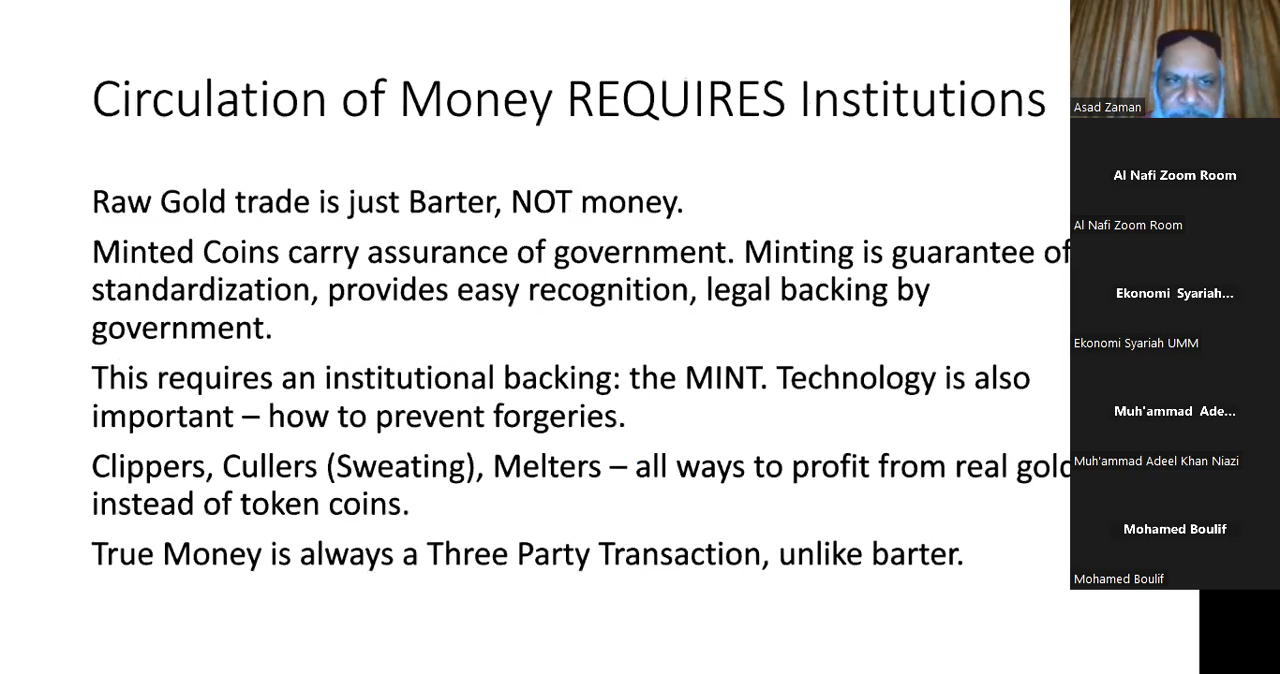 Circulation of Money REQUIRES Institutions
Raw Gold trade is just Barter, NOT money.
Minted Coins carry assurance of government. Minting is guarantee of
standardization, provides easy recognition, legal backing by
government.
This requires an institutional backing: the MINT. Technology is also
important – how to prevent forgeries.
Clippers, Cullers (Sweating), Melters – all ways to profit from real gold
instead of token coins.
True Money is always a Three Party Transaction, unlike barter.
Asad Zaman
Al Nafi Zoom Room
Al Nafi Zoom Room
Ekonomi Syariah...
Ekonomi Syariah UMM
Muh'ammad Ade...
Muh'ammad Adeel Khan Niazi
Mohamed Boulif
Mohamed Boulif